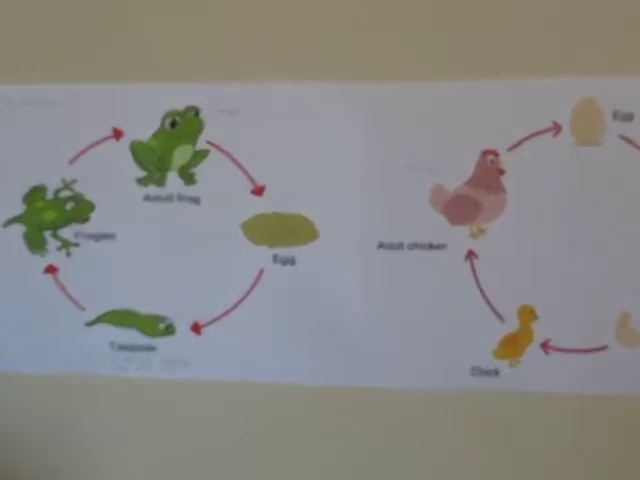 Adult frog
Egg
Froglet
Tadpole
Egg
Adult chicken
Chick